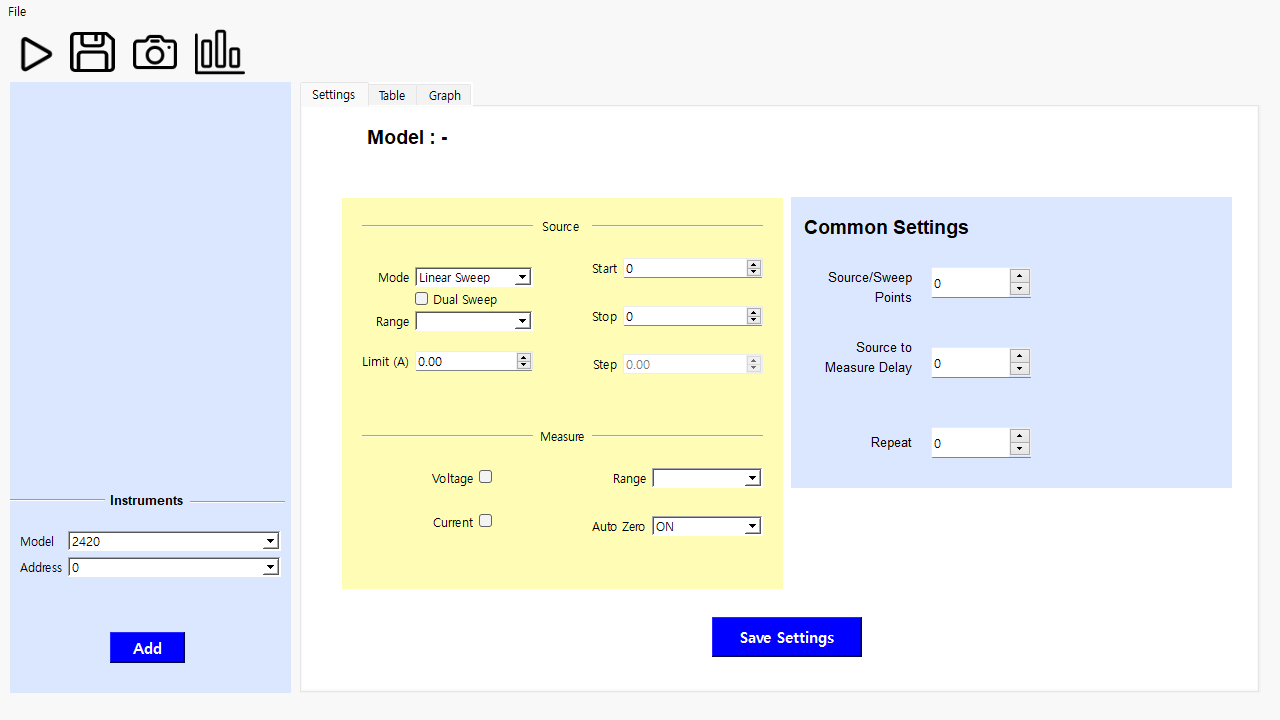 File
Settings Table Graph
Model : -
Source
Mode Linear Sweep
Dual Sweep
Range
Limit (A) 0.00
Start 0
Stop 0
Step 0.00
Measure
Voltage
Current
Range
Auto Zero ON
Common Settings
Source/Sweep
Points
0
Source to
Measure Delay
0
Repeat 0
Instruments
Model 2420
Address 0
Add
Save Settings